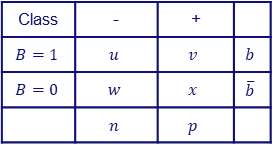 Class - +
B = 1 u v b
B = 0 w x b̄
n p